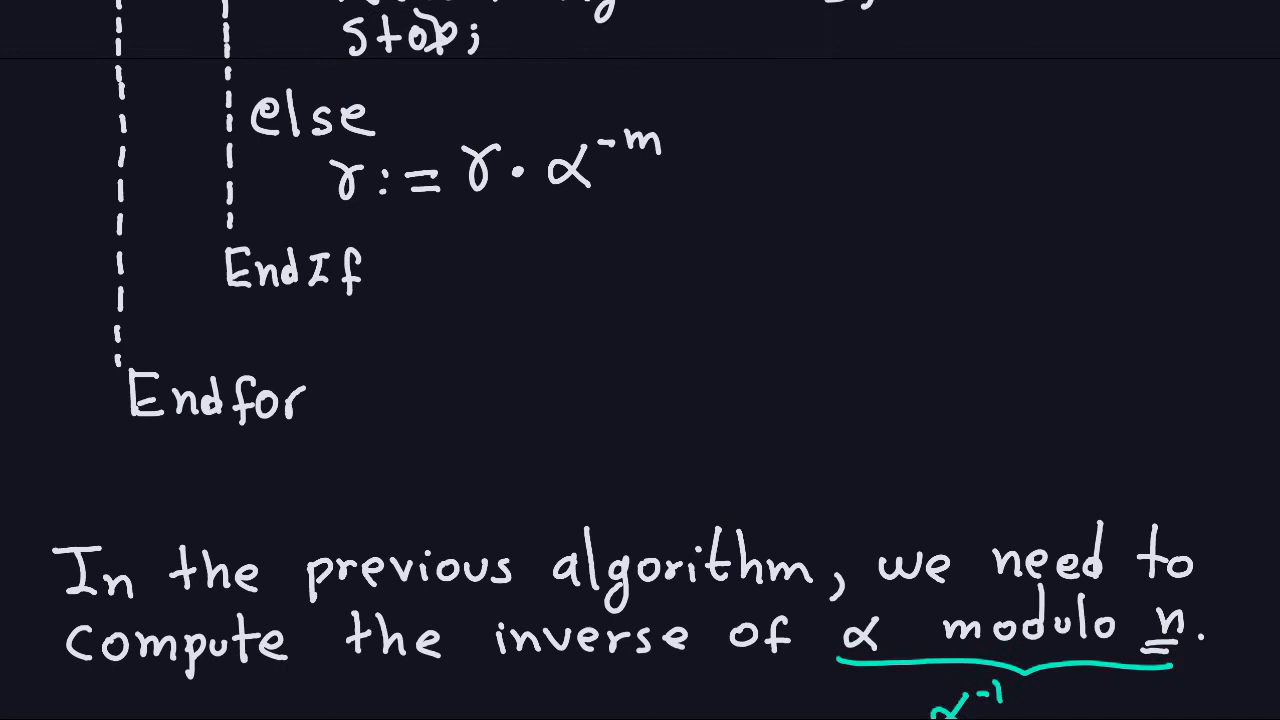 Stop;
else
γ := γ · α^-m
EndIf
Endfor
In the previous algorithm, we need to
compute the inverse of α modulo n.
α^-1